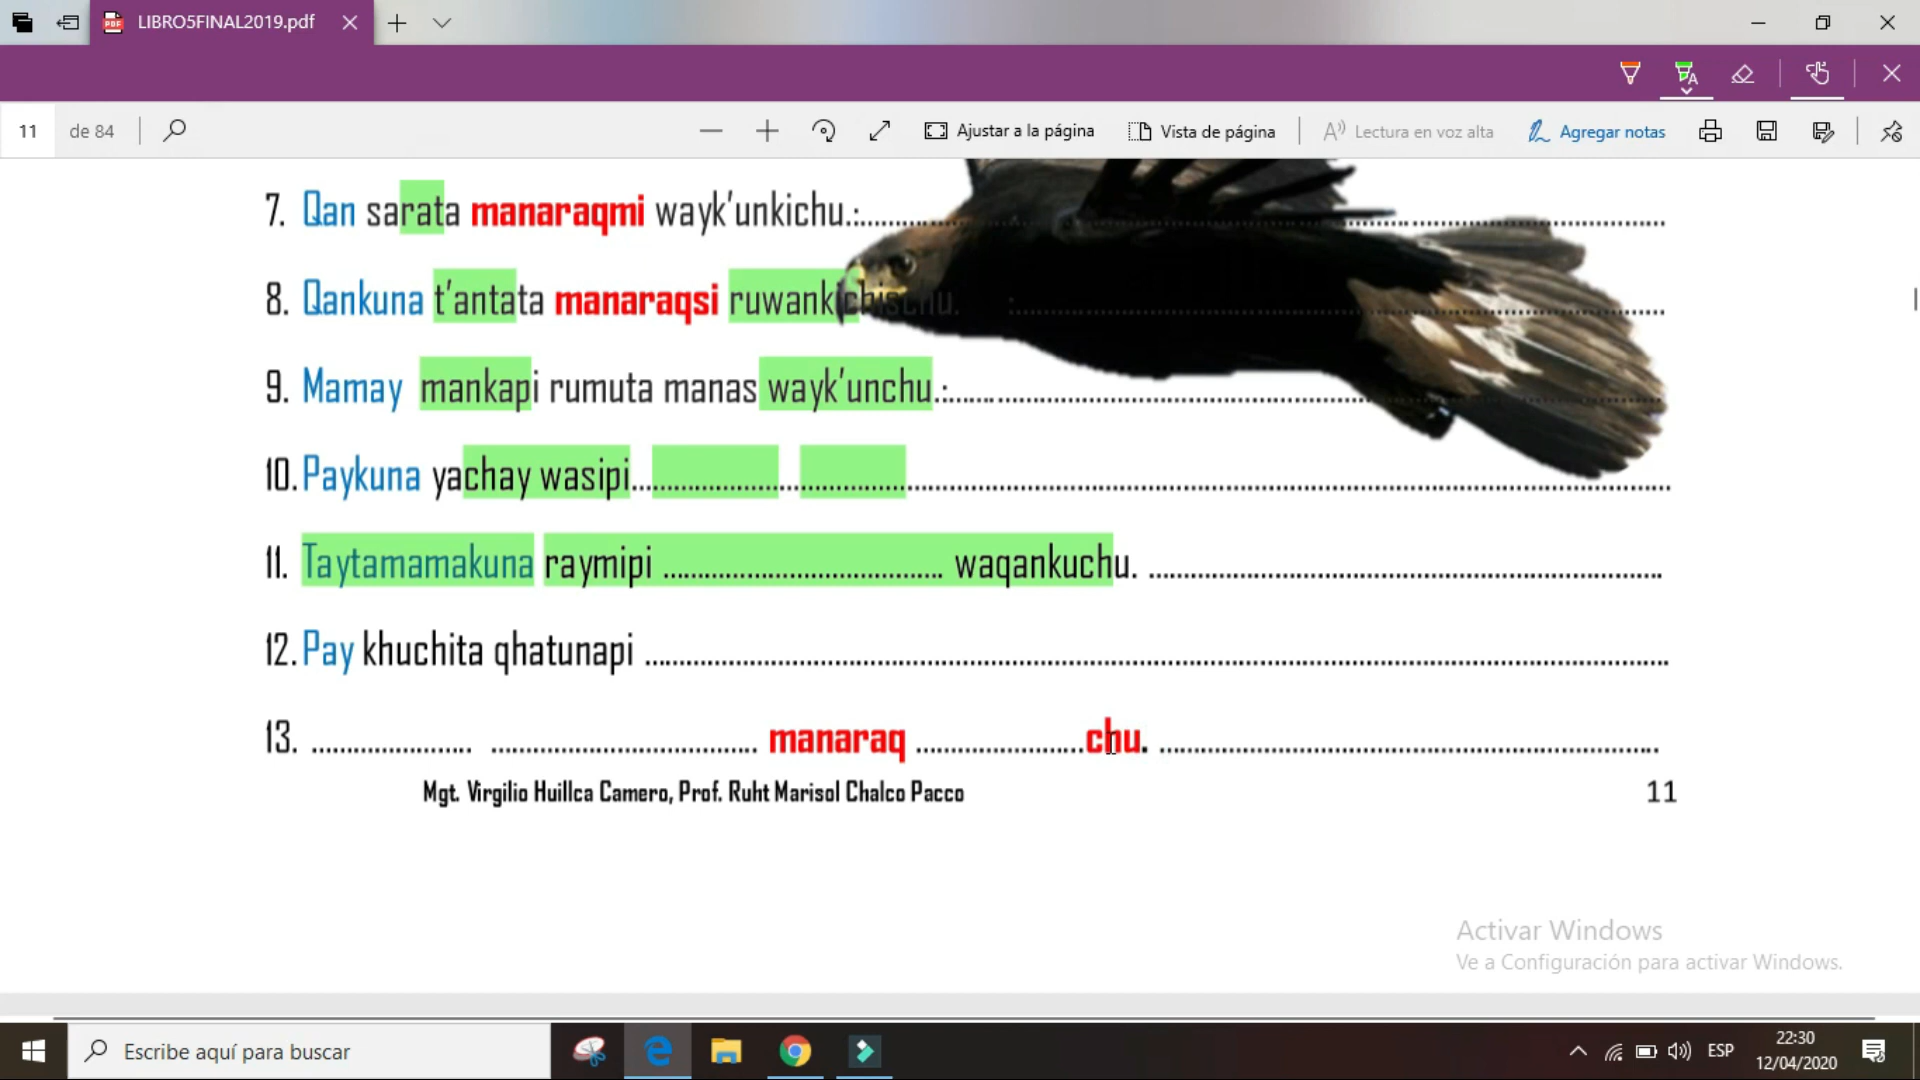 LIBRO5FINAL2019.pdf
11 de 84 Ajustar a la página Vista de página Lectura en voz alta Agregar notas
7. Qan sarata manaraqmi wayk'unkichu.:........................................
8. Qankuna t'antata manaraqsi ruwankichischu. :........................................
9. Mamay mankapi rumuta manas wayk'unchu.:........................................
10. Paykuna yachay wasipi........................................
11. Taytamamakuna raymipi ........................................ waqankuchu. ........................................
12. Pay khuchita qhatunapi ........................................
13. .................... ................................ manaraq ....................chu. ........................................
Mgt. Virgilio Huillca Camero, Prof. Ruht Marisol Chalco Pacco 11
Activar Windows
Ve a Configuración para activar Windows.
Escribe aquí para buscar
ESP
22:30
12/04/2020